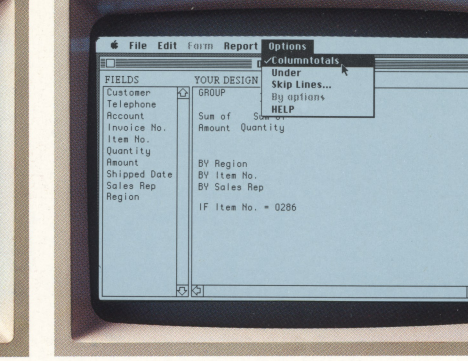 File Edit Form Report Options
✓Columntotals
Under
Skip Lines...
By options
HELP
FIELDS
Customer
Telephone
Account
Invoice No.
Item No.
Quantity
Amount
Shipped Date
Sales Rep
Region
YOUR DESIGN
GROUP
Sum of Sum of
Amount Quantity
BY Region
BY Item No.
BY Sales Rep
IF Item No. = 0286